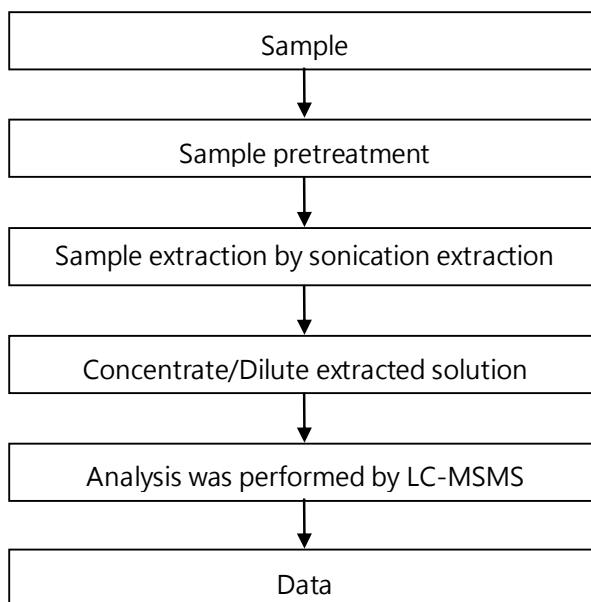 Sample
Sample pretreatment
Sample extraction by sonication extraction
Concentrate/Dilute extracted solution
Analysis was performed by LC-MSMS
Data